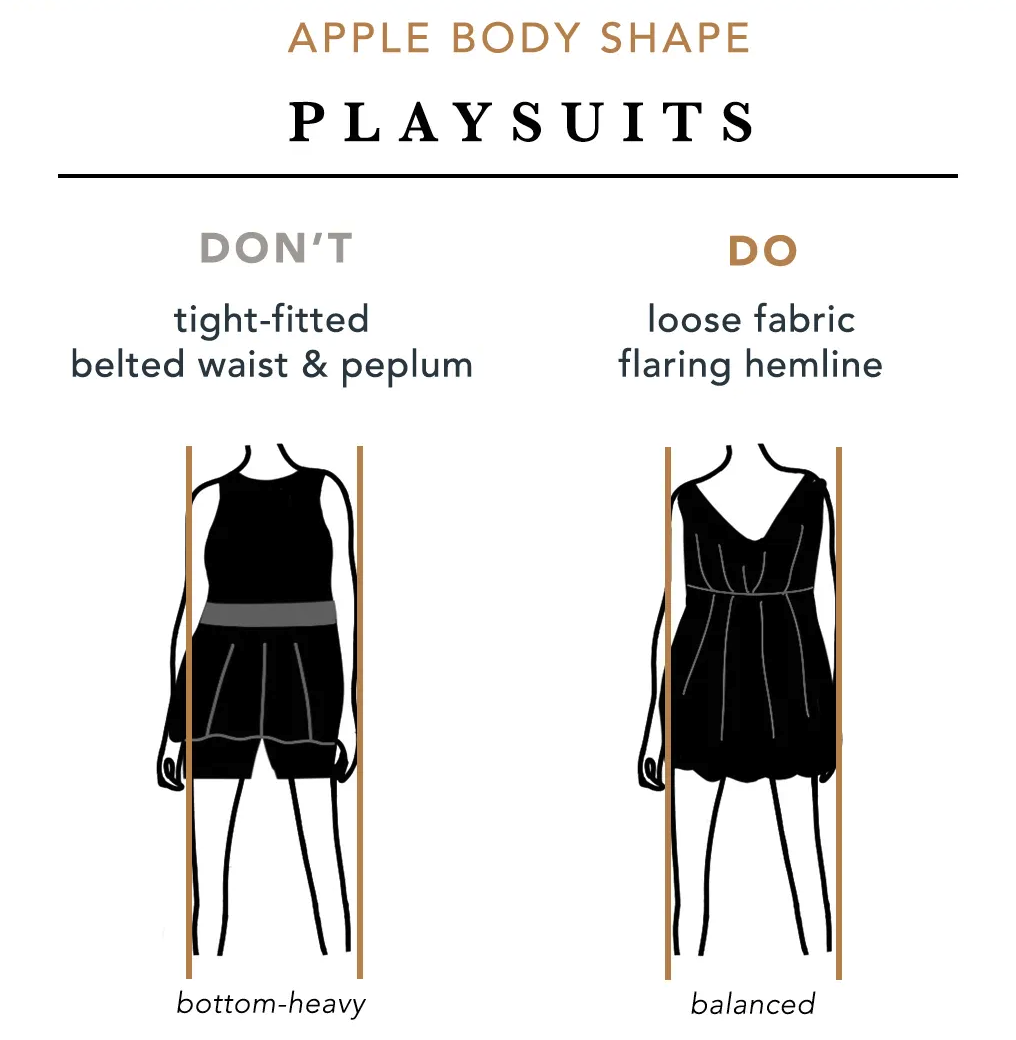 APPLE BODY SHAPE
PLAYSUITS
DON’T
tight-fitted
belted waist & peplum
DO
loose fabric
flaring hemline
bottom-heavy
balanced